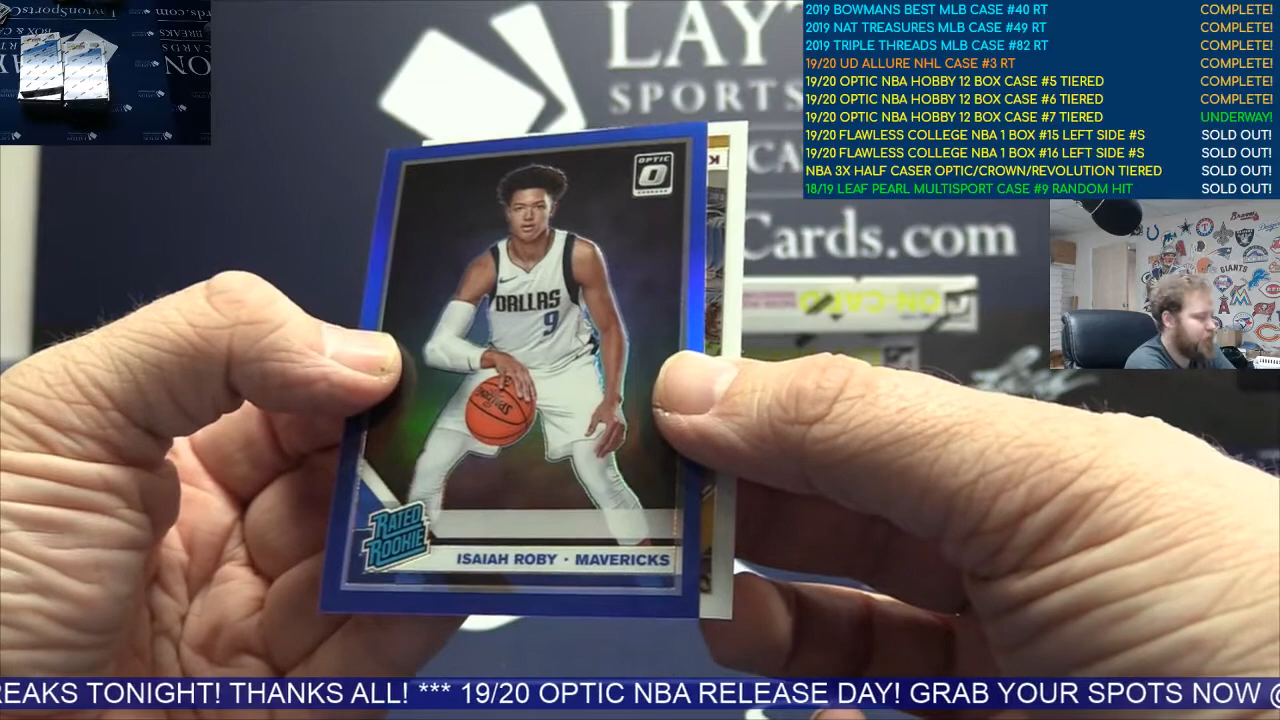 2019 BOWMANS BEST MLB CASE #40 RT COMPLETE!
2019 NAT TREASURES MLB CASE #49 RT COMPLETE!
2019 TRIPLE THREADS MLB CASE #82 RT COMPLETE!
19/20 UD ALLURE NHL CASE #3 RT COMPLETE!
19/20 OPTIC NBA HOBBY 12 BOX CASE #5 TIERED COMPLETE!
19/20 OPTIC NBA HOBBY 12 BOX CASE #6 TIERED COMPLETE!
19/20 OPTIC NBA HOBBY 12 BOX CASE #7 TIERED UNDERWAY!
19/20 FLAWLESS COLLEGE NBA 1 BOX #15 LEFT SIDE #S SOLD OUT!
19/20 FLAWLESS COLLEGE NBA 1 BOX #16 LEFT SIDE #S SOLD OUT!
NBA 3X HALF CASER OPTIC/CROWN/REVOLUTION TIERED SOLD OUT!
18/19 LEAF PEARL MULTISPORT CASE #9 RANDOM HIT SOLD OUT!
LAY
SPORTS
CA
Cards.com
ON-CARD
OPTIC
DALLAS
9
SPALDING
RATED
ROOKIE
ISAIAH ROBY · MAVERICKS
Braves
GIANTS
REAKS TONIGHT! THANKS ALL! *** 19/20 OPTIC NBA RELEASE DAY! GRAB YOUR SPOTS NOW @